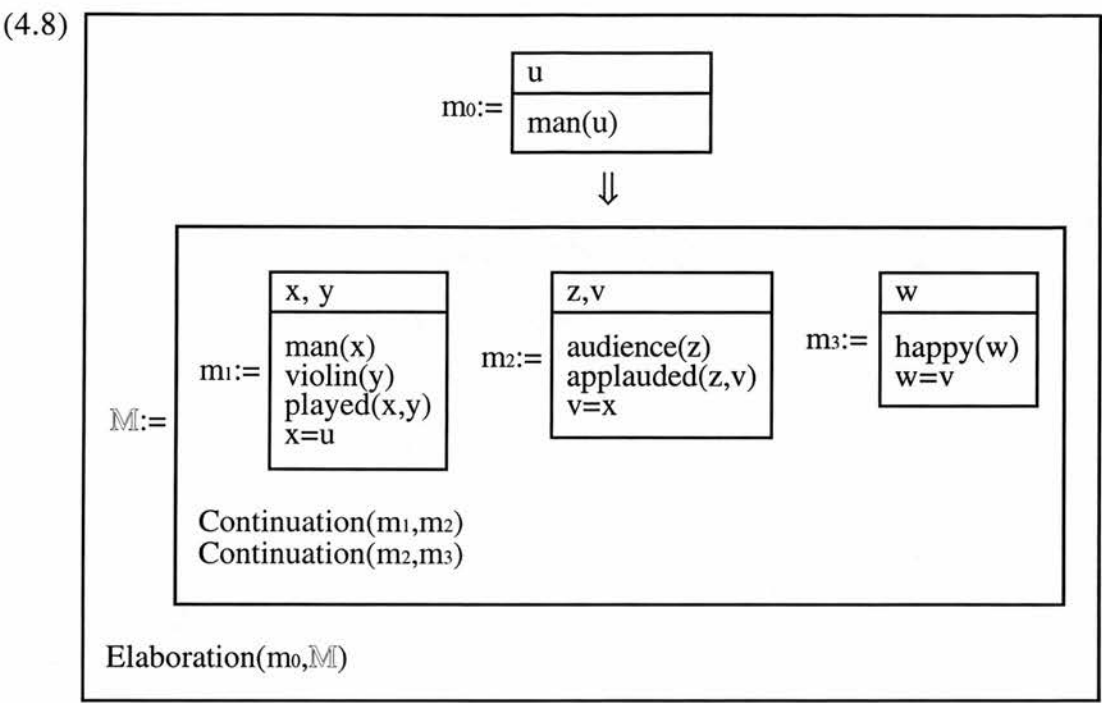 (4.8)
u
m₀:=
man(u)
⇓
x, y
z,v
w
m₁:=
man(x)
violin(y)
played(x,y)
x=u
m₂:=
audience(z)
applauded(z,v)
v=x
m₃:=
happy(w)
w=v
𝕄:=
Continuation(m₁,m₂)
Continuation(m₂,m₃)
Elaboration(m₀,𝕄)